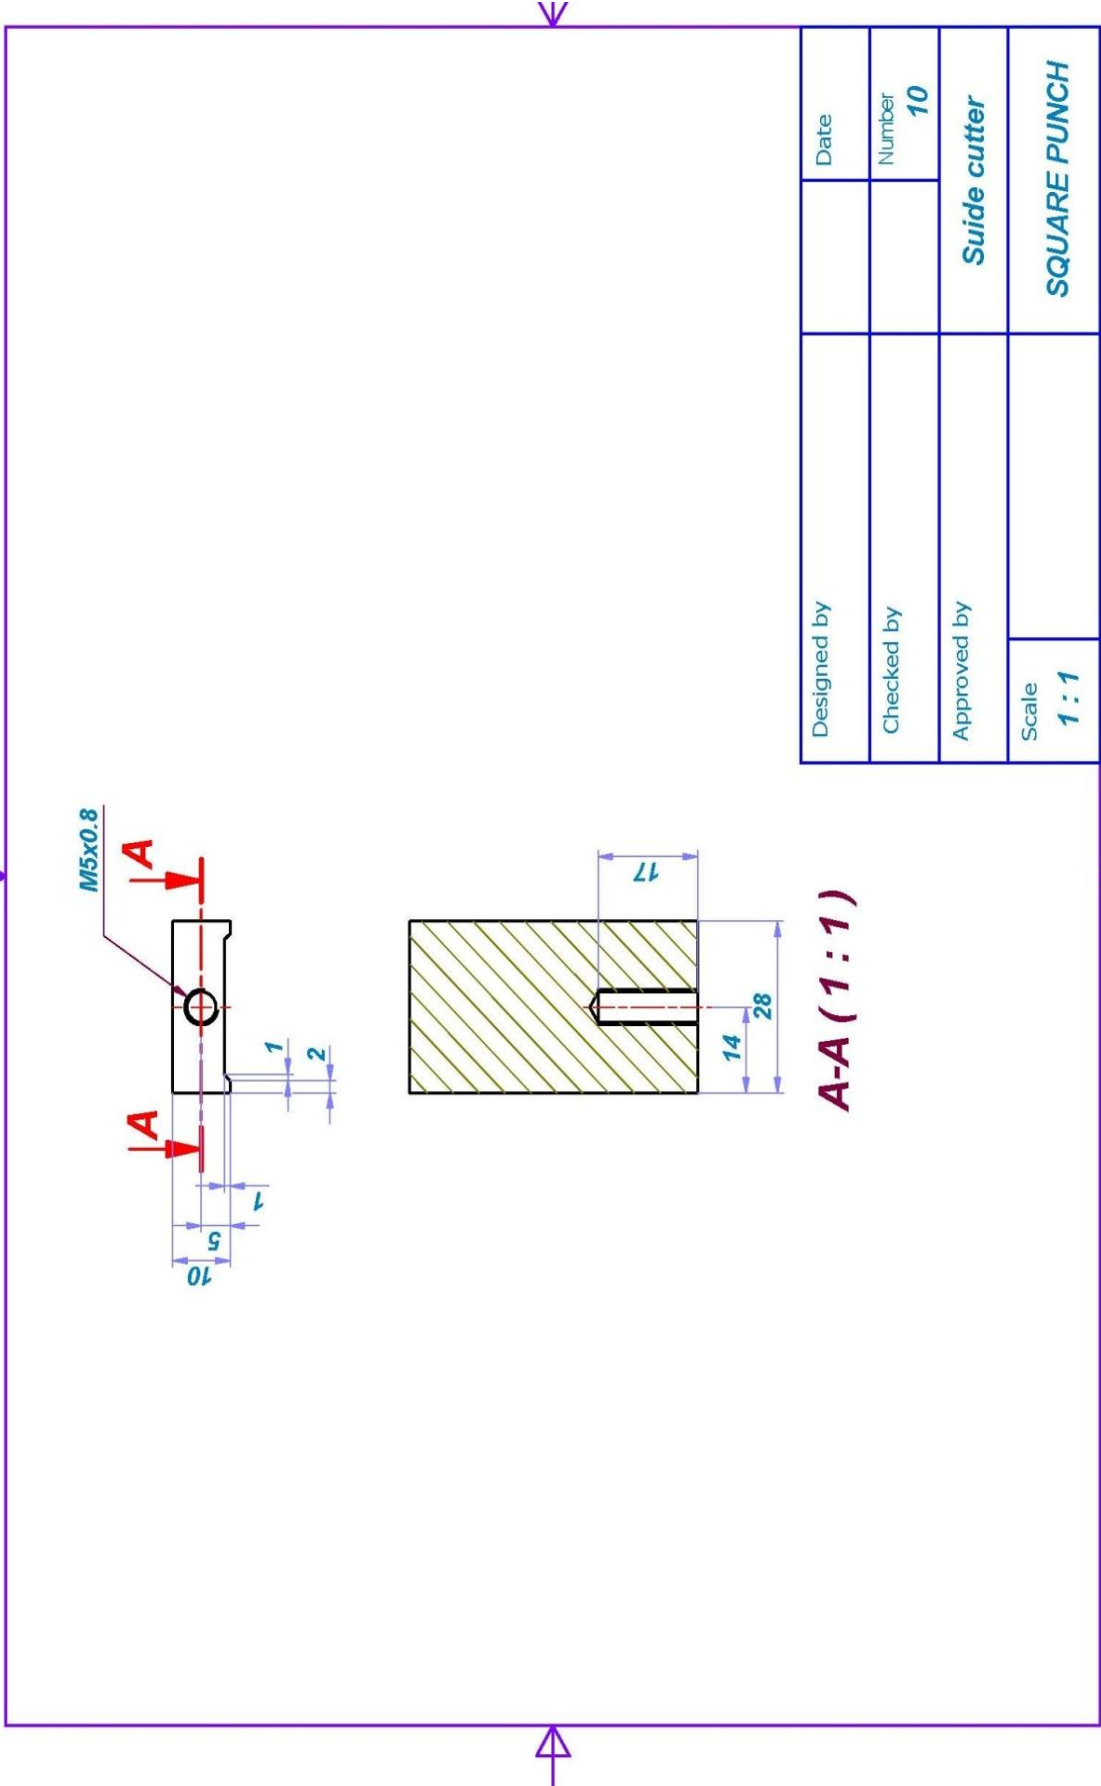 M5x0.8
A
A
1
2
1
5
10
17
14
28
A-A ( 1 : 1 )
Designed by
Date
Checked by
Number
10
Approved by
Suide cutter
Scale
1 : 1
SQUARE PUNCH